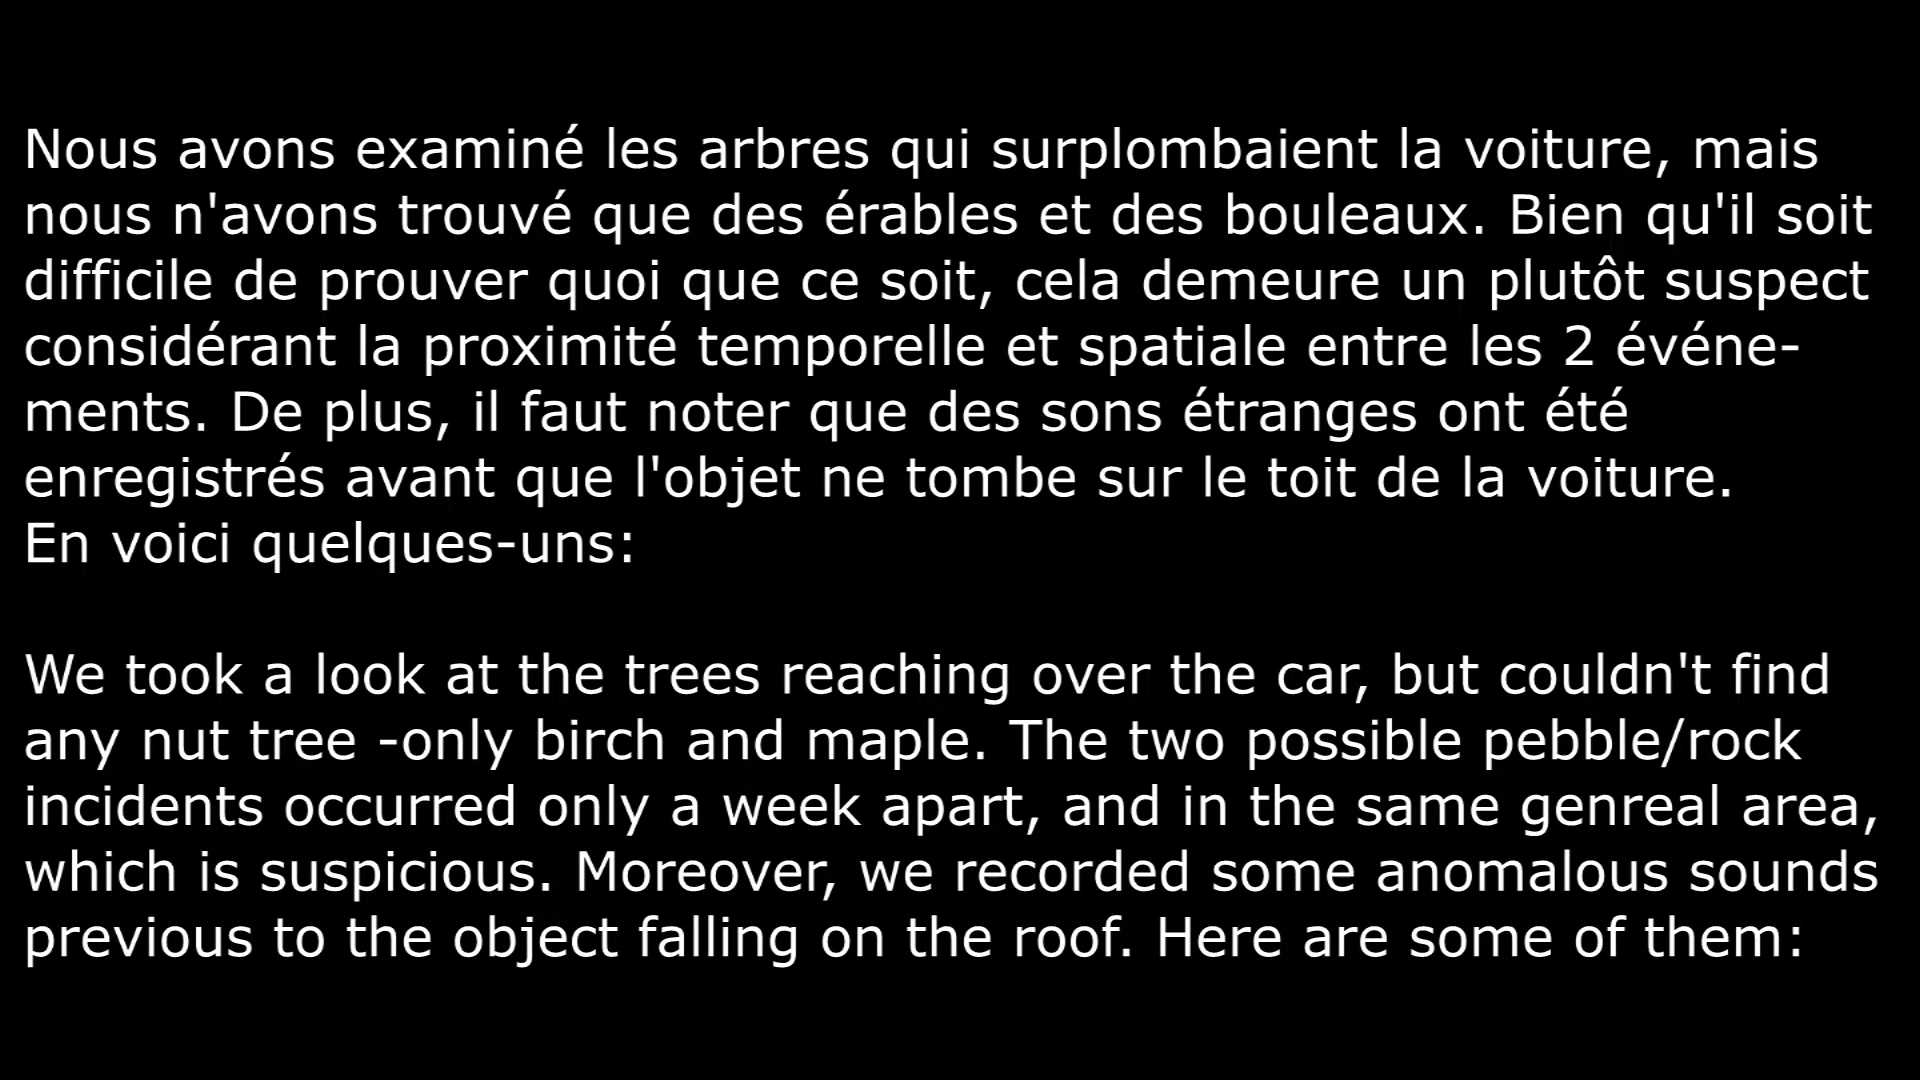 Nous avons examiné les arbres qui surplombaient la voiture, mais
nous n'avons trouvé que des érables et des bouleaux. Bien qu'il soit
difficile de prouver quoi que ce soit, cela demeure un plutôt suspect
considérant la proximité temporelle et spatiale entre les 2 événe-
ments. De plus, il faut noter que des sons étranges ont été
enregistrés avant que l'objet ne tombe sur le toit de la voiture.
En voici quelques-uns:
We took a look at the trees reaching over the car, but couldn't find
any nut tree -only birch and maple. The two possible pebble/rock
incidents occurred only a week apart, and in the same genreal area,
which is suspicious. Moreover, we recorded some anomalous sounds
previous to the object falling on the roof. Here are some of them: